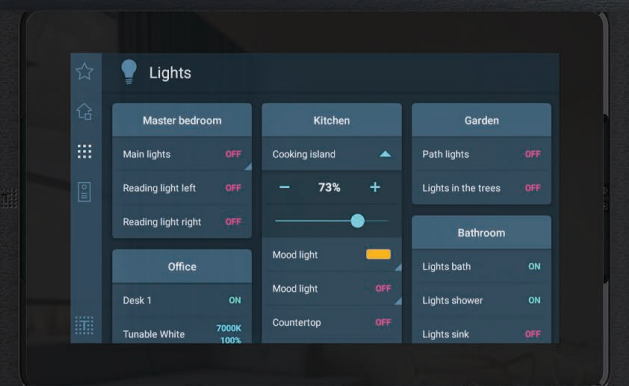 Lights
Master bedroom
Main lights OFF
Reading light left OFF
Reading light right OFF
Office
Desk 1 ON
Tunable White 7000K
100%
Kitchen
Cooking island
− 73% +
Mood light
Mood light OFF
Countertop OFF
Garden
Path lights OFF
Lights in the trees OFF
Bathroom
Lights bath ON
Lights shower ON
Lights sink OFF